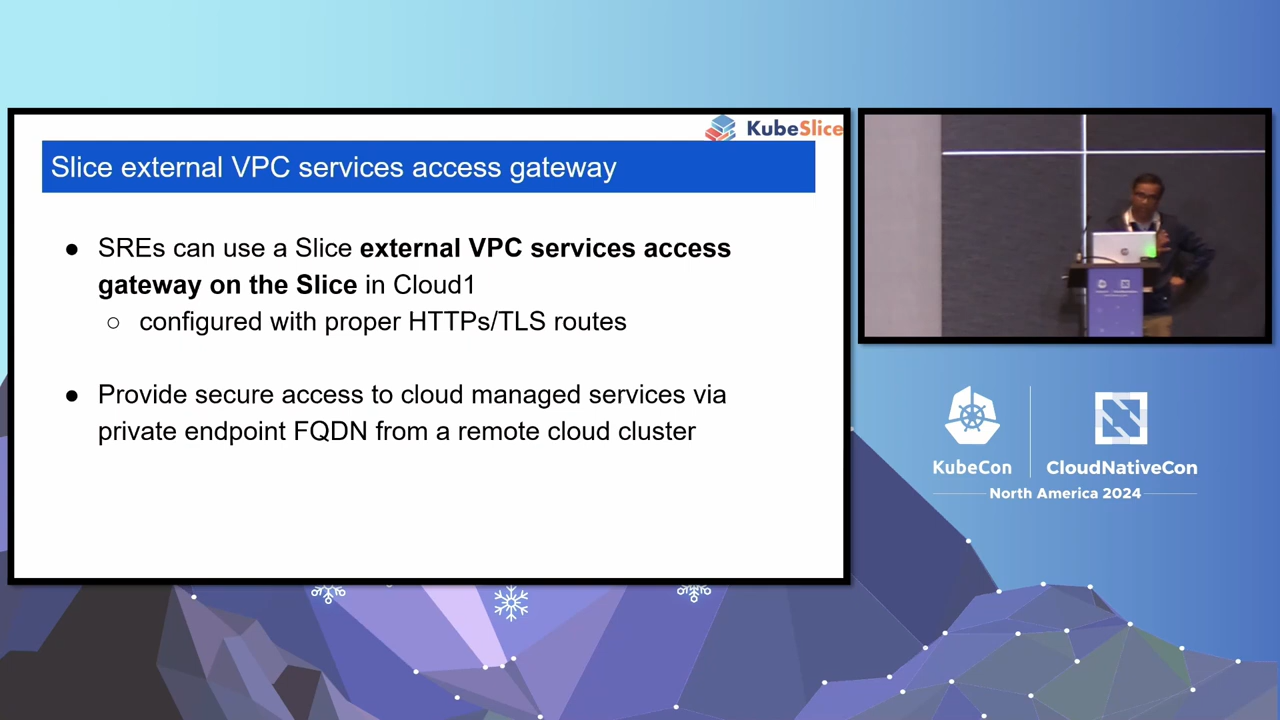 KubeSlice
Slice external VPC services access gateway
● SREs can use a Slice external VPC services access
gateway on the Slice in Cloud1
○ configured with proper HTTPs/TLS routes
● Provide secure access to cloud managed services via
private endpoint FQDN from a remote cloud cluster
KubeCon
CloudNativeCon
North America 2024